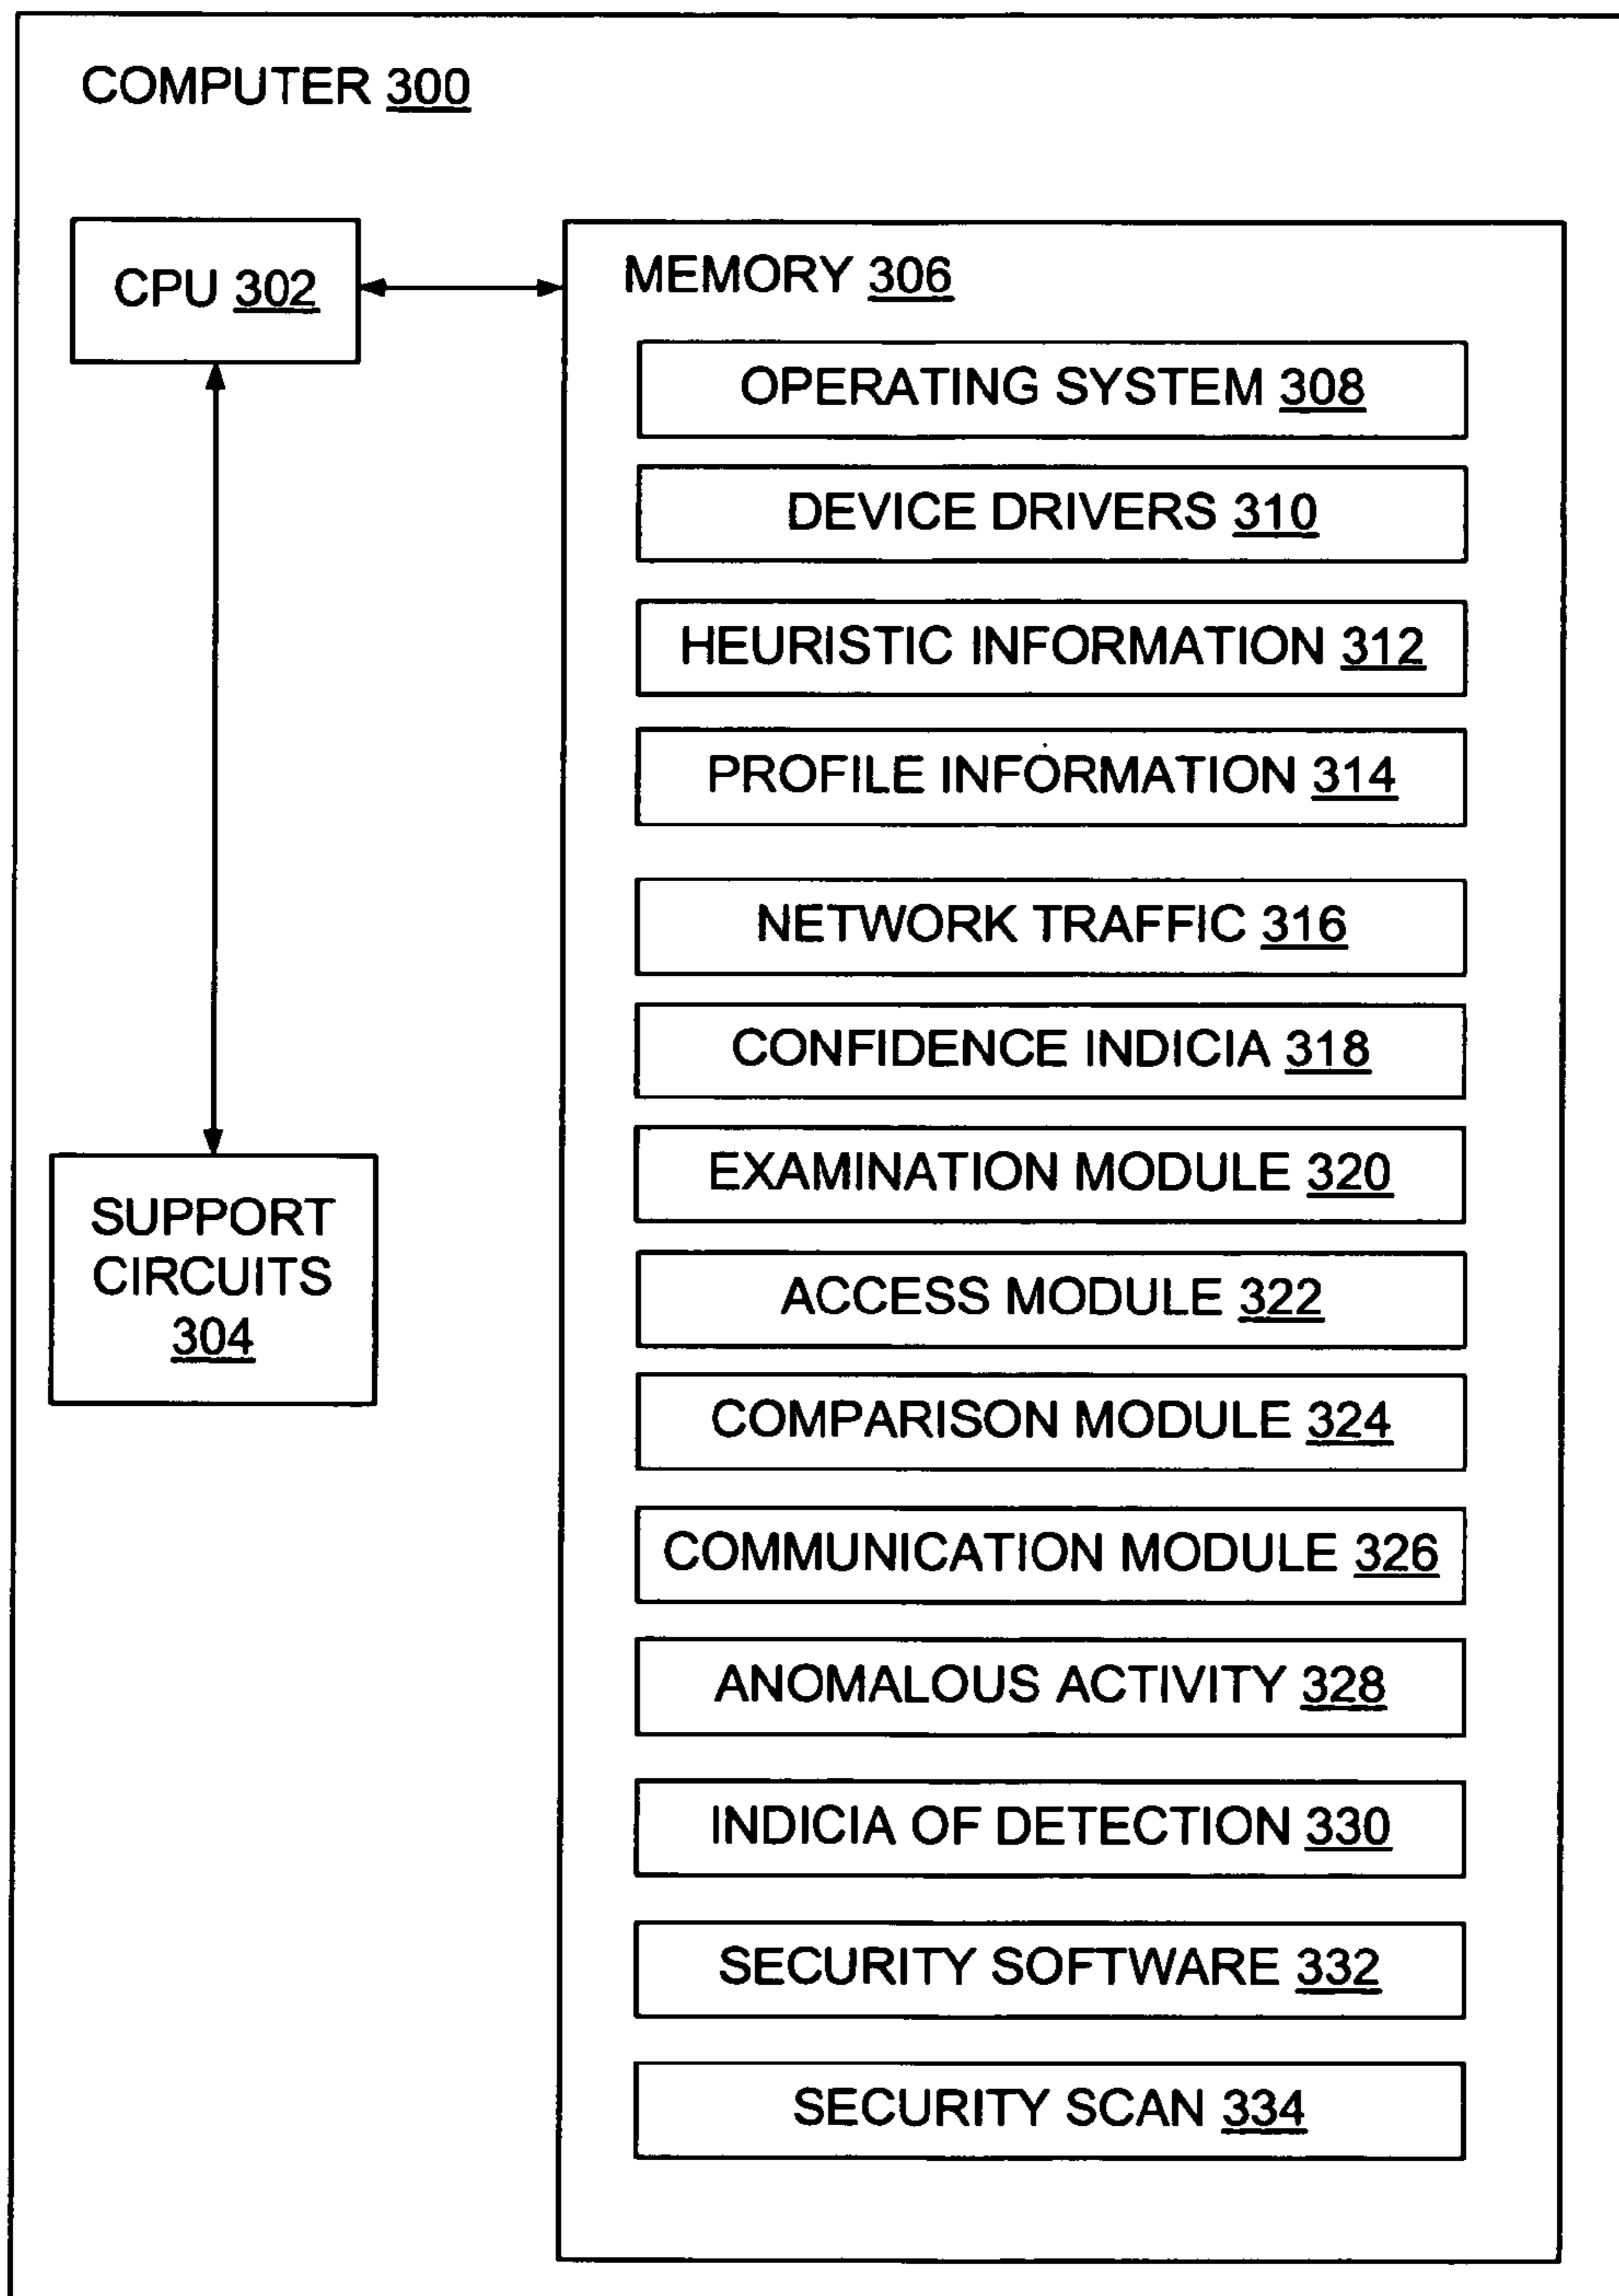 COMPUTER 300
CPU 302
SUPPORT
CIRCUITS
304
MEMORY 306
OPERATING SYSTEM 308
DEVICE DRIVERS 310
HEURISTIC INFORMATION 312
PROFILE INFORMATION 314
NETWORK TRAFFIC 316
CONFIDENCE INDICIA 318
EXAMINATION MODULE 320
ACCESS MODULE 322
COMPARISON MODULE 324
COMMUNICATION MODULE 326
ANOMALOUS ACTIVITY 328
INDICIA OF DETECTION 330
SECURITY SOFTWARE 332
SECURITY SCAN 334